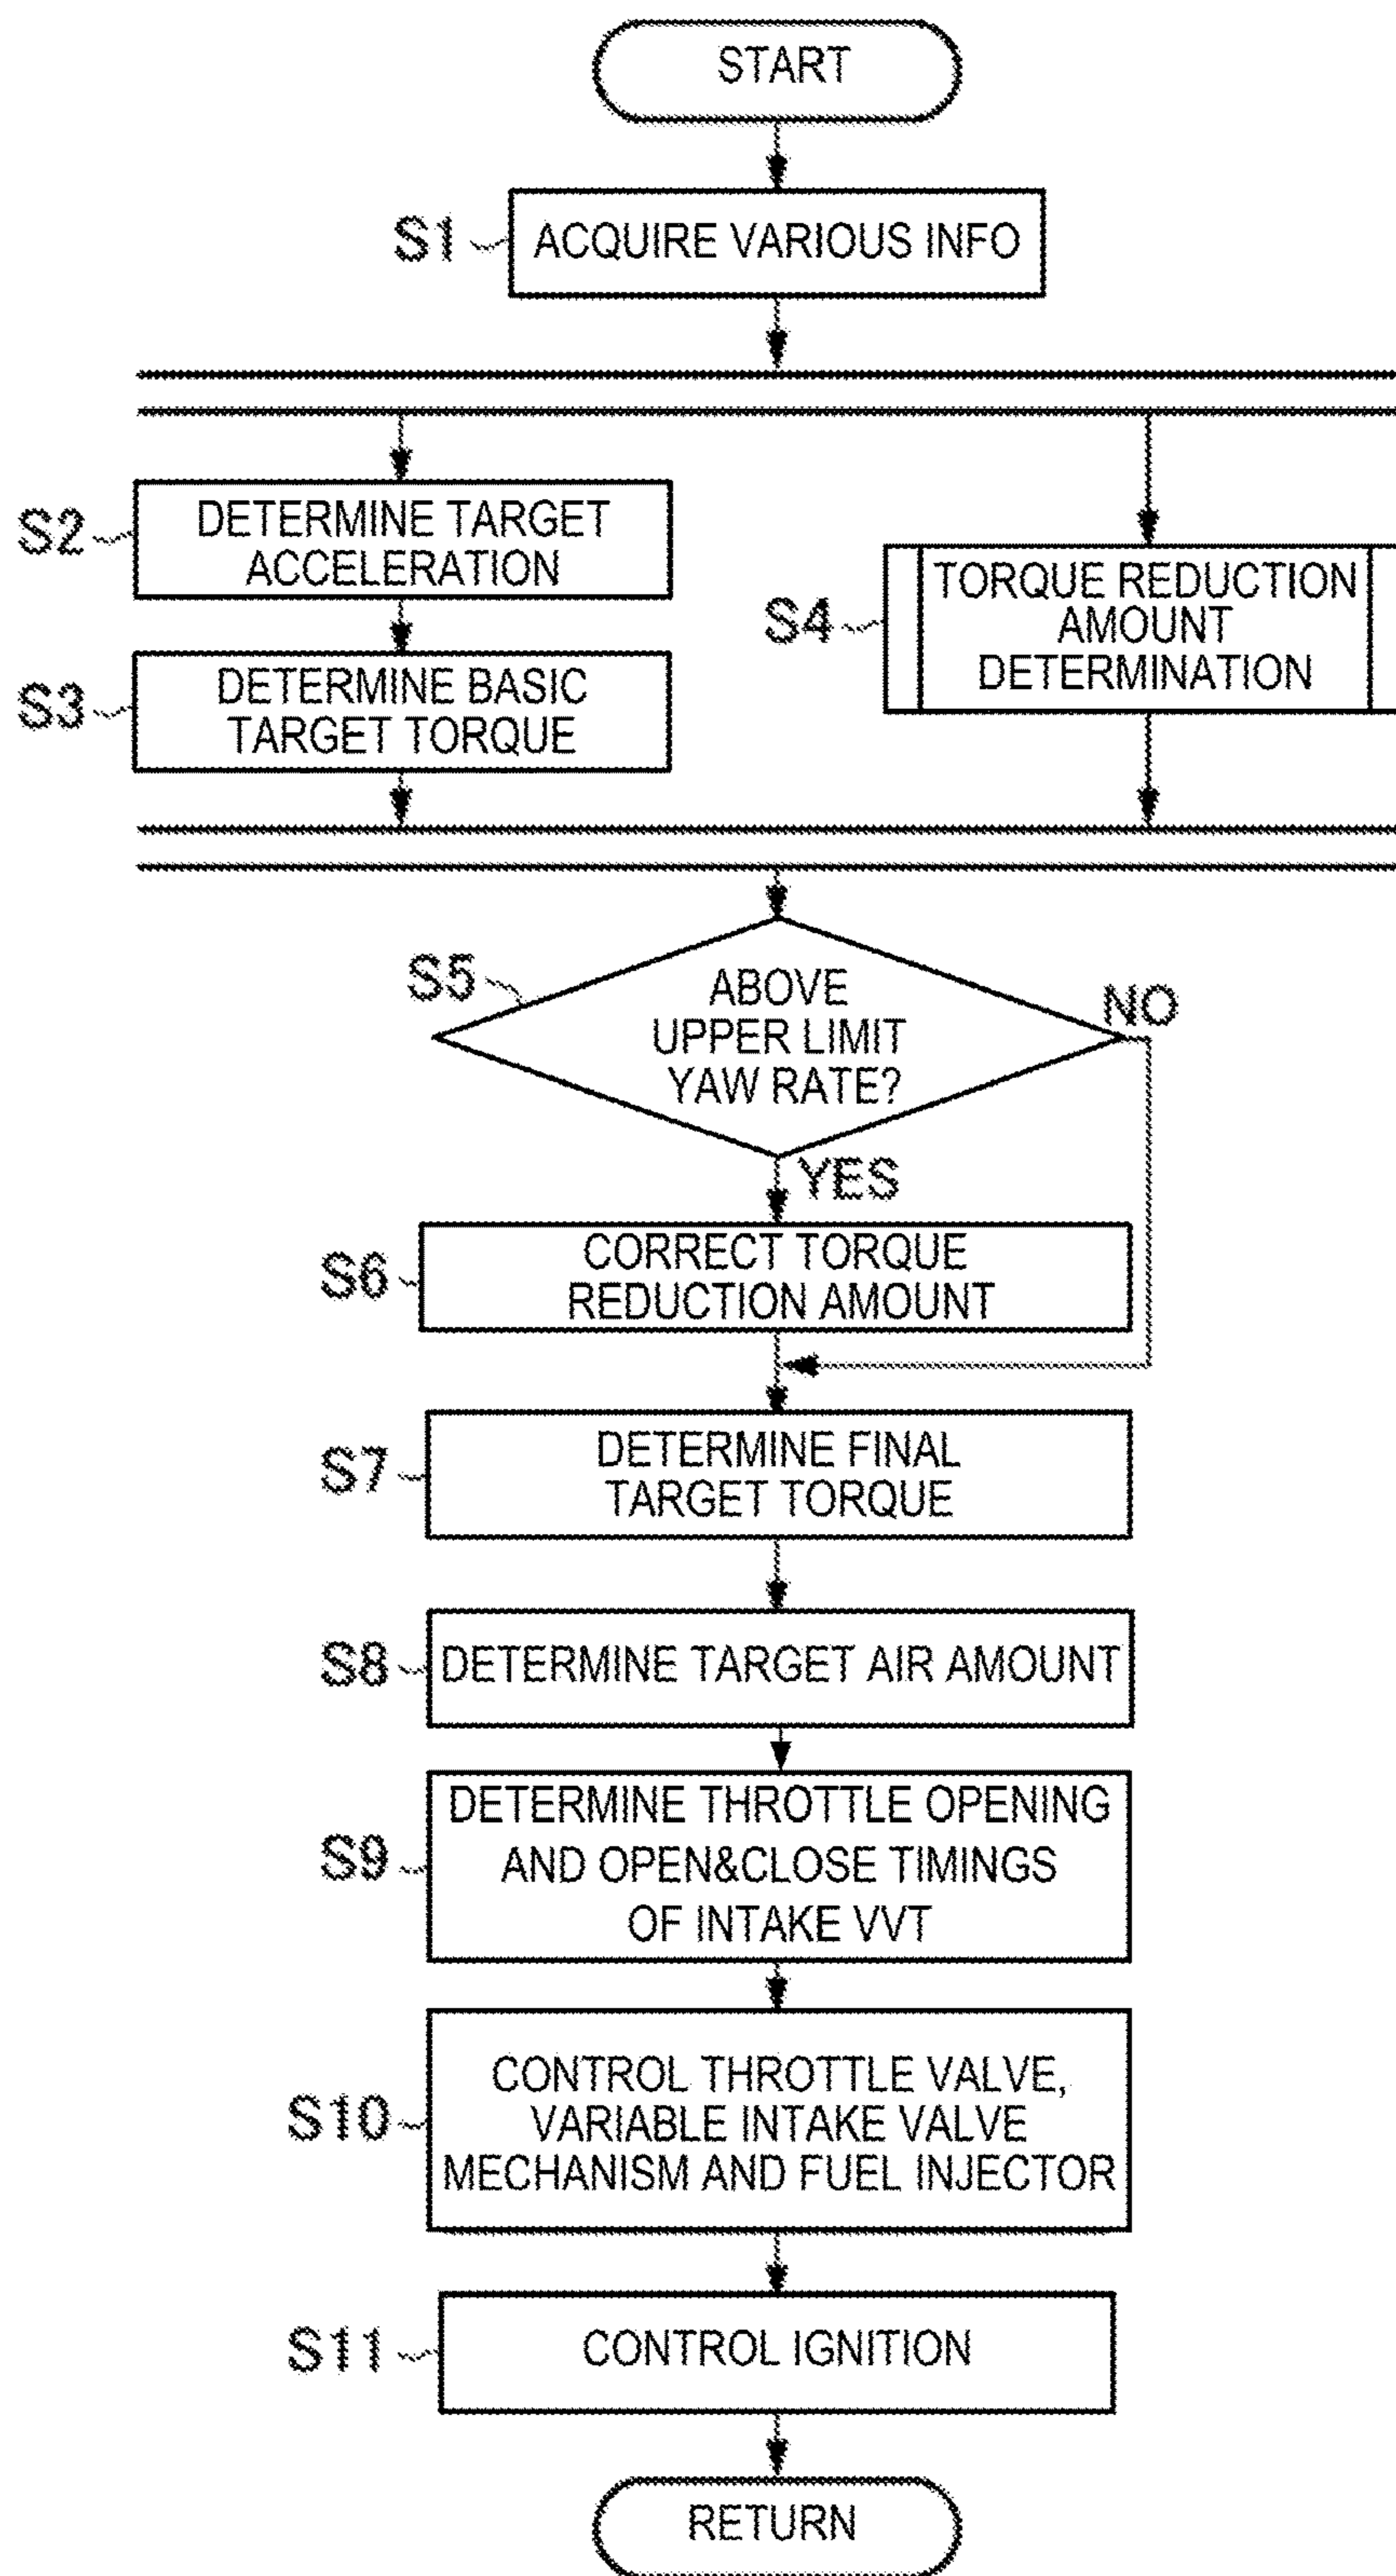 START
S1
ACQUIRE VARIOUS INFO
S2
DETERMINE TARGET
ACCELERATION
S3
DETERMINE BASIC
TARGET TORQUE
S4
TORQUE REDUCTION
AMOUNT
DETERMINATION
S5
ABOVE
UPPER LIMIT
YAW RATE?
NO
YES
S6
CORRECT TORQUE
REDUCTION AMOUNT
S7
DETERMINE FINAL
TARGET TORQUE
S8
DETERMINE TARGET AIR AMOUNT
S9
DETERMINE THROTTLE OPENING
AND OPEN&CLOSE TIMINGS
OF INTAKE VVT
S10
CONTROL THROTTLE VALVE,
VARIABLE INTAKE VALVE
MECHANISM AND FUEL INJECTOR
S11
CONTROL IGNITION
RETURN